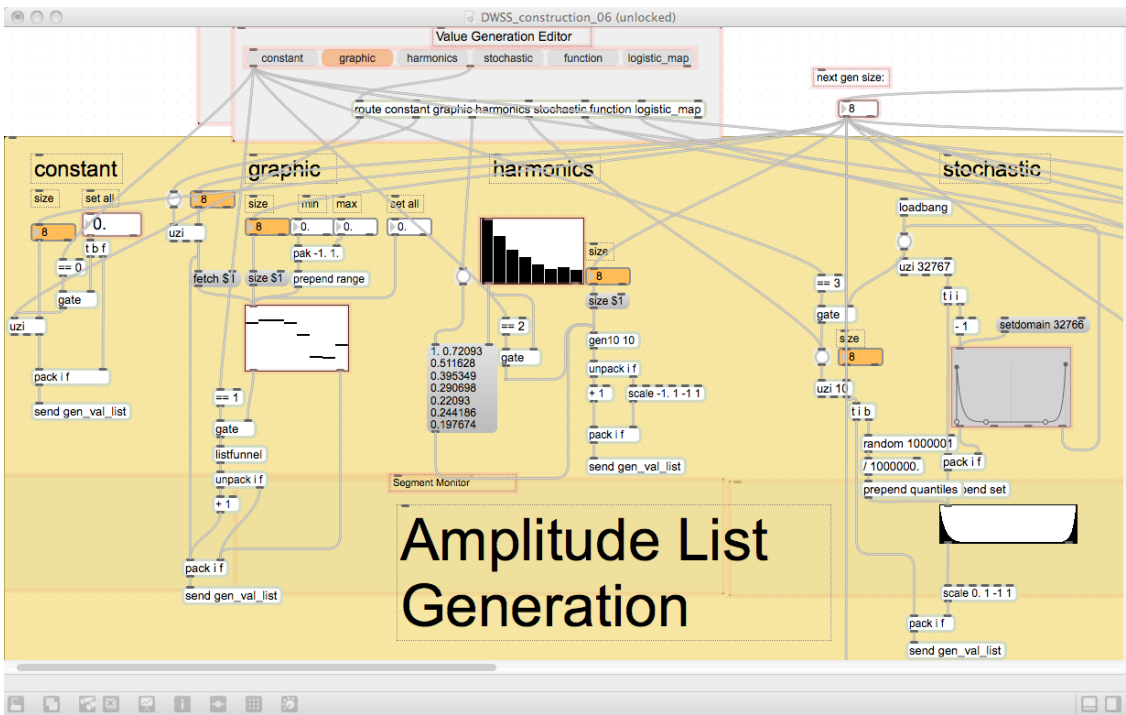 DWSS_construction_06 (unlocked)
Value Generation Editor
constant graphic harmonics stochastic function logistic_map
next gen size:
route constant graphic harmonics stochastic function logistic_map
8
constant
size
set all
8
0.
t b f
== 0
gate
uzi
pack i f
send gen_val_list
graphic
8
uzi
size
min
max
set all
8
0.
0.
0.
pak -1. 1.
fetch $1
size $1
prepend range
== 1
gate
listfunnel
unpack i f
+ 1
pack i f
send gen_val_list
harmonics
size
8
size $1
== 2
gate
gen10 10
1. 0.72093
0.511628
0.395349
0.290698
0.22093
0.244186
0.197674
unpack i f
+ 1
scale -1. 1 -1 1
pack i f
send gen_val_list
Segment Monitor
Amplitude List
Generation
stochastic
loadbang
uzi 32767
== 3
gate
t i i
- 1
setdomain 32766
size
8
uzi 10
t i b
random 1000001
/ 1000000.
pack i f
prepend quantiles
pend set
scale 0. 1 -1 1
pack i f
send gen_val_list